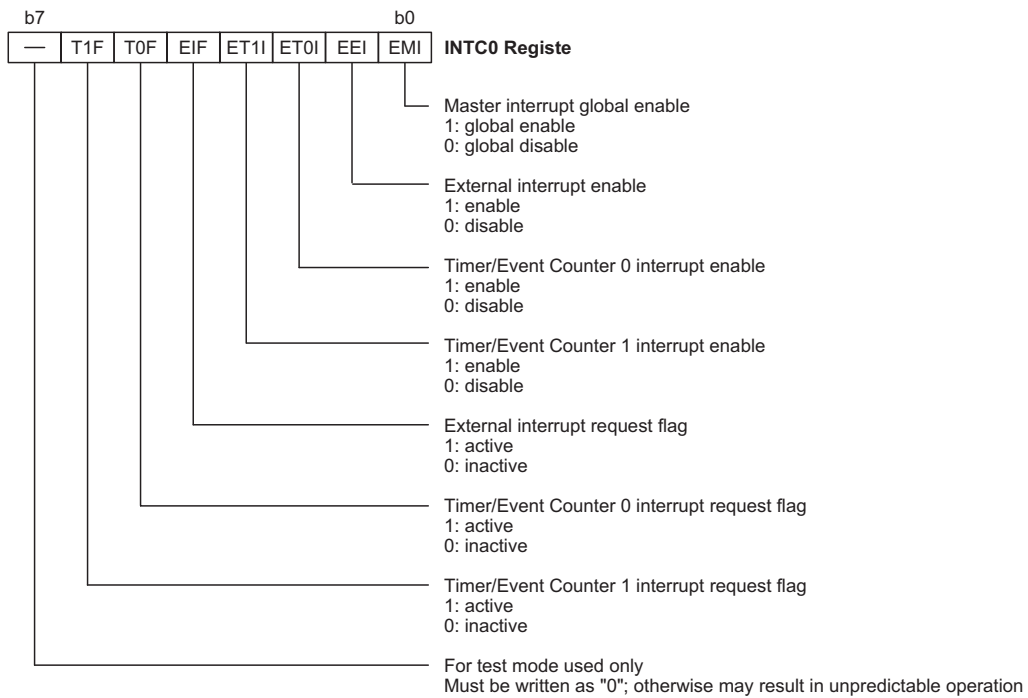 b7 b0
— T1F T0F EIF ET1I ET0I EEI EMI INTC0 Registe
Master interrupt global enable
1: global enable
0: global disable
External interrupt enable
1: enable
0: disable
Timer/Event Counter 0 interrupt enable
1: enable
0: disable
Timer/Event Counter 1 interrupt enable
1: enable
0: disable
External interrupt request flag
1: active
0: inactive
Timer/Event Counter 0 interrupt request flag
1: active
0: inactive
Timer/Event Counter 1 interrupt request flag
1: active
0: inactive
For test mode used only
Must be written as "0"; otherwise may result in unpredictable operation